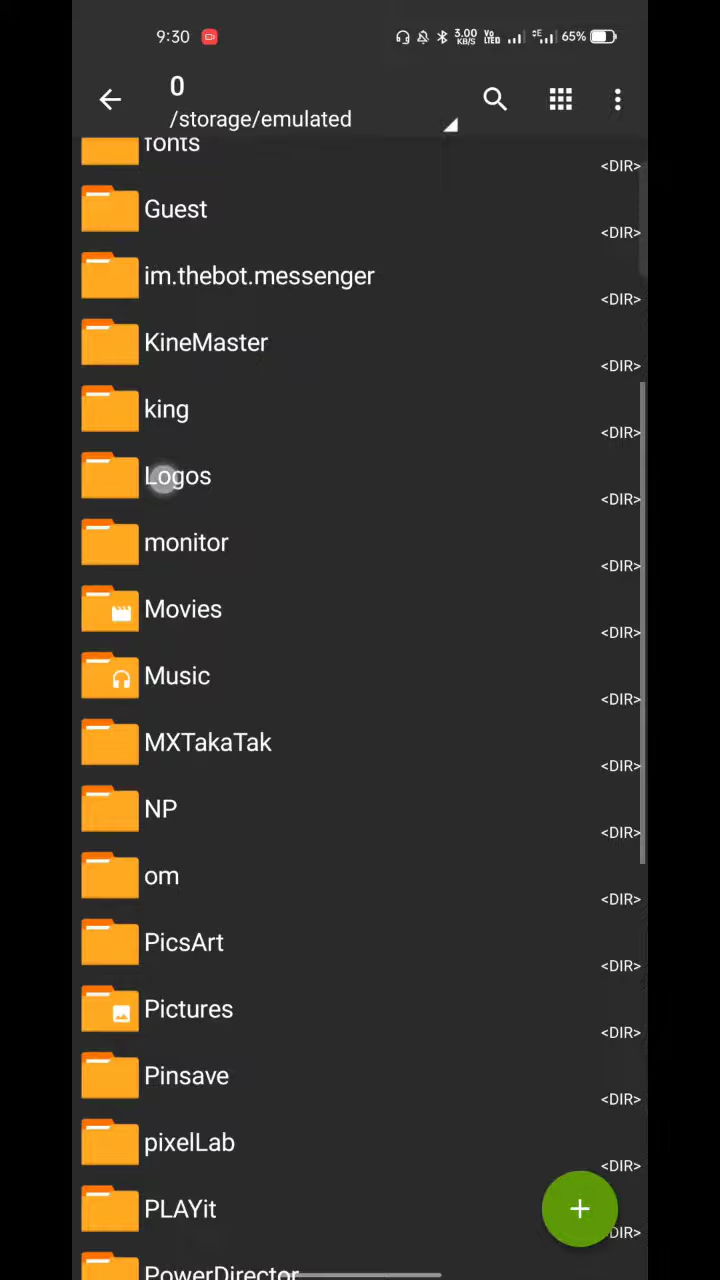 9:30
3.00 KB/S
Vo LTED
65%
0
/storage/emulated
fonts
<DIR>
Guest
<DIR>
im.thebot.messenger
<DIR>
KineMaster
<DIR>
king
<DIR>
Logos
<DIR>
monitor
<DIR>
Movies
<DIR>
Music
<DIR>
MXTakaTak
<DIR>
NP
<DIR>
om
<DIR>
PicsArt
<DIR>
Pictures
<DIR>
Pinsave
<DIR>
pixelLab
<DIR>
PLAYit
DIR>
PowerDirector